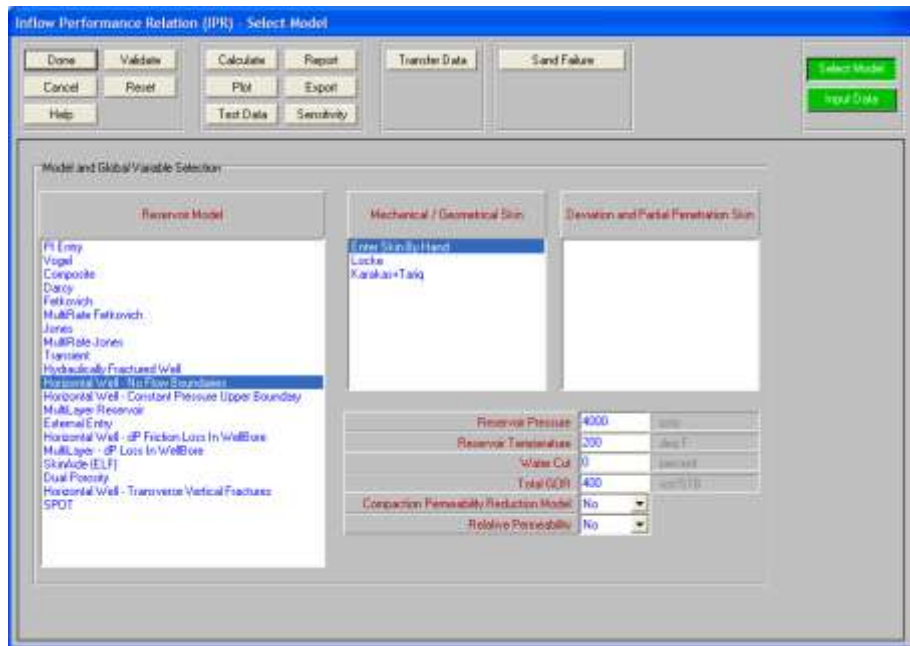 Inflow Performance Relation (IPR) - Select Model
Done Validate Calculate Report Transfer Data Sand Failure Select Model
Cancel Reset Plot Export Input Data
Help Test Data Sensitivity
Model and Global Variable Selection
Reservoir Model
Mechanical / Geometrical Skin
Deviation and Partial Penetration Skin
PI Entry
Vogel
Composite
Darcy
Fetkovich
MultiRate Fetkovich
Jones
MultiRate Jones
Transient
Hydraulically Fractured Well
Horizontal Well - No Flow Boundaries
Horizontal Well - Constant Pressure Upper Boundary
MultiLayer Reservoir
External Entry
Horizontal Well - dP Friction Loss In WellBore
MultiLayer - dP Loss In WellBore
SkinAide (ELF)
Dual Porosity
Horizontal Well - Transverse Vertical Fractures
SPOT
Enter Skin By Hand
Locke
Karakas+Tariq
Reservoir Pressure 4000 psig
Reservoir Temperature 200 deg F
Water Cut 0 percent
Total GOR 400 scf/STB
Compaction Permeability Reduction Model No
Relative Permeability No